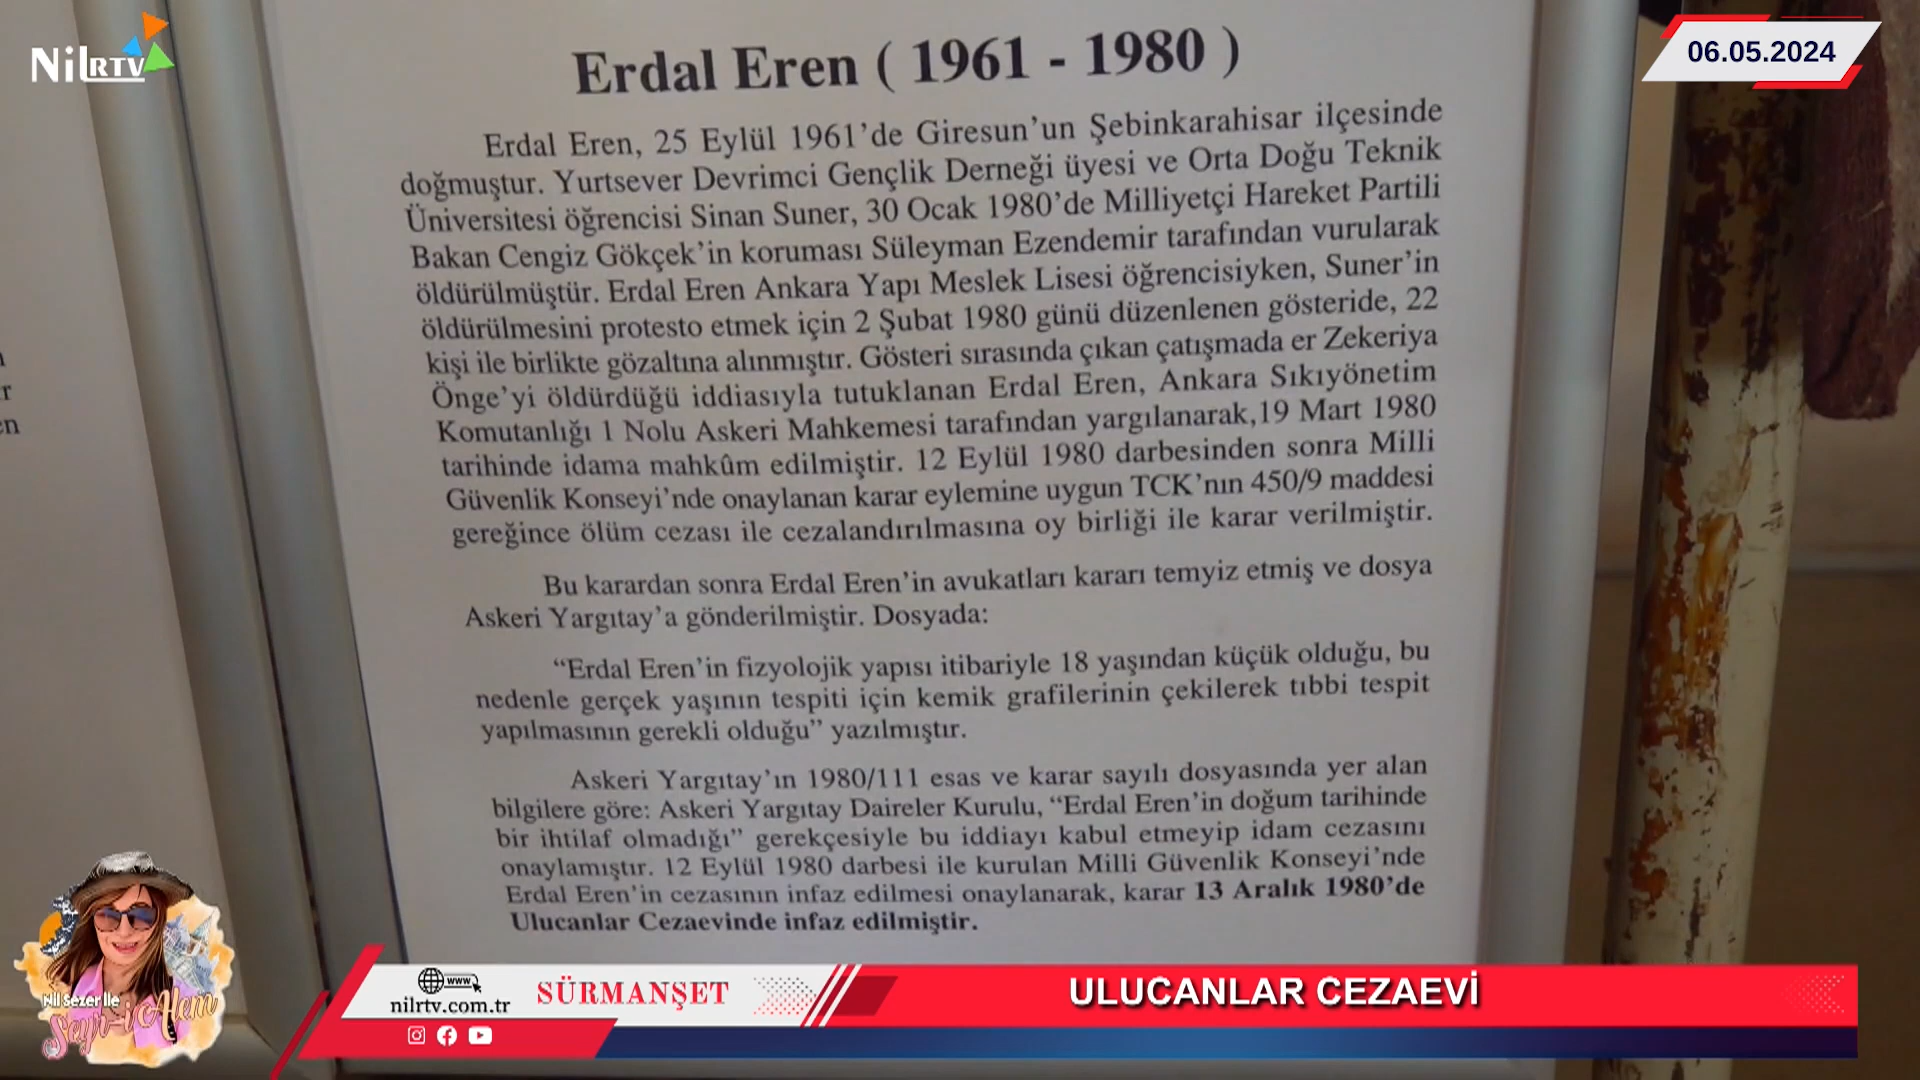 NiLRTV
06.05.2024
Erdal Eren ( 1961 - 1980 )
Erdal Eren, 25 Eylül 1961’de Giresun’un Şebinkarahisar ilçesinde
doğmuştur. Yurtsever Devrimci Gençlik Derneği üyesi ve Orta Doğu Teknik
Üniversitesi öğrencisi Sinan Suner, 30 Ocak 1980’de Milliyetçi Hareket Partili
Bakan Cengiz Gökçek’in koruması Süleyman Ezendemir tarafından vurularak
öldürülmüştür. Erdal Eren Ankara Yapı Meslek Lisesi öğrencisiyken, Suner’in
öldürülmesini protesto etmek için 2 Şubat 1980 günü düzenlenen gösteride, 22
kişi ile birlikte gözaltına alınmıştır. Gösteri sırasında çıkan çatışmada er Zekeriya
Önge’yi öldürdüğü iddiasıyla tutuklanan Erdal Eren, Ankara Sıkıyönetim
Komutanlığı 1 Nolu Askeri Mahkemesi tarafından yargılanarak,19 Mart 1980
tarihinde idama mahkûm edilmiştir. 12 Eylül 1980 darbesinden sonra Milli
Güvenlik Konseyi’nde onaylanan karar eylemine uygun TCK’nın 450/9 maddesi
gereğince ölüm cezası ile cezalandırılmasına oy birliği ile karar verilmiştir.
Bu karardan sonra Erdal Eren’in avukatları kararı temyiz etmiş ve dosya
Askeri Yargıtay’a gönderilmiştir. Dosyada:
“Erdal Eren’in fizyolojik yapısı itibariyle 18 yaşından küçük olduğu, bu
nedenle gerçek yaşının tespiti için kemik grafilerinin çekilerek tıbbi tespit
yapılmasının gerekli olduğu” yazılmıştır.
Askeri Yargıtay’ın 1980/111 esas ve karar sayılı dosyasında yer alan
bilgilere göre: Askeri Yargıtay Daireler Kurulu, “Erdal Eren’in doğum tarihinde
bir ihtilaf olmadığı” gerekçesiyle bu iddiayı kabul etmeyip idam cezasını
onaylamıştır. 12 Eylül 1980 darbesi ile kurulan Milli Güvenlik Konseyi’nde
Erdal Eren’in cezasının infaz edilmesi onaylanarak, karar 13 Aralık 1980’de
Ulucanlar Cezaevinde infaz edilmiştir.
Nil Sezer İle
Seyr-i Alem
www
nilrtv.com.tr
SÜRMANŞET
ULUCANLAR CEZAEVİ